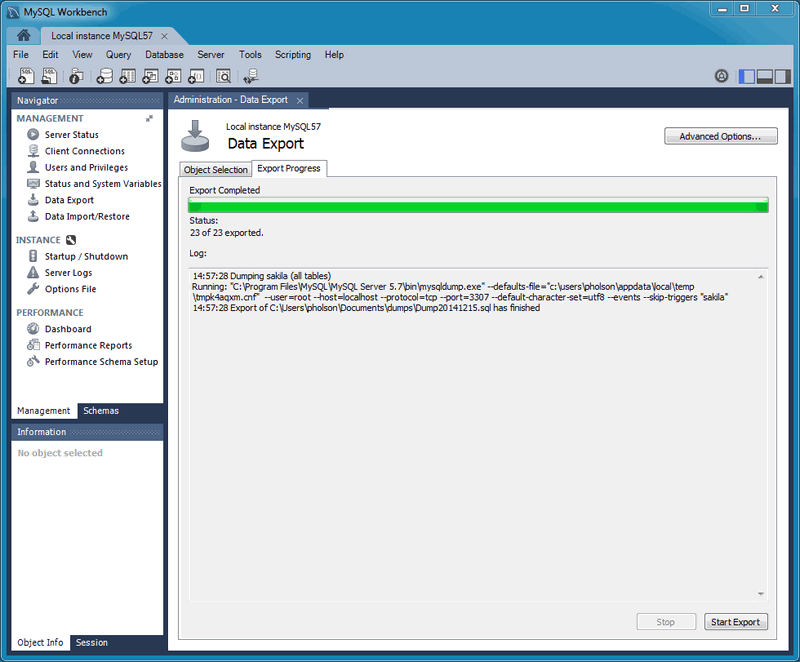 MySQL Workbench
Local instance MySQL57
File Edit View Query Database Server Tools Scripting Help
Navigator
MANAGEMENT
Server Status
Client Connections
Users and Privileges
Status and System Variables
Data Export
Data Import/Restore
INSTANCE
Startup / Shutdown
Server Logs
Options File
PERFORMANCE
Dashboard
Performance Reports
Performance Schema Setup
Management Schemas
Information
No object selected
Object Info Session
Administration - Data Export
Local instance MySQL57
Data Export
Advanced Options...
Object Selection Export Progress
Export Completed
Status:
23 of 23 exported.
Log:
14:57:28 Dumping sakila (all tables)
Running: "C:\Program Files\MySQL\MySQL Server 5.7\bin\mysqldump.exe" --defaults-file="c:\users\pholson\appdata\local\temp
\tmpk4aqxm.cnf" --user=root --host=localhost --protocol=tcp --port=3307 --default-character-set=utf8 --events --skip-triggers "sakila"
14:57:28 Export of C:\Users\pholson\Documents\dumps\Dump20141215.sql has finished
Stop Start Export